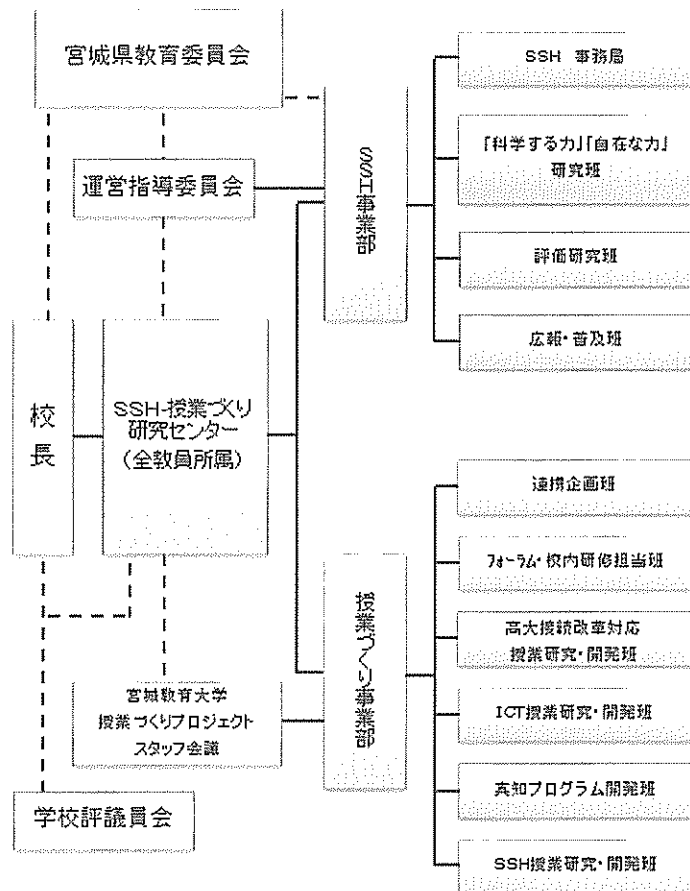 宮城県教育委員会
運営指導委員会
校長
SSH-授業づくり
研究センター
(全教員所属)
宮城教育大学
授業づくりプロジェクト
スタッフ会議
学校評議員会
SSH事業部
SSH 事務局
「科学する力」「自在な力」
研究班
評価研究班
広報・普及班
授業づくり事業部
連携企画班
フォーラム・校内研修担当班
高大接続改革対応
授業研究・開発班
ICT授業研究・開発班
真知プログラム開発班
SSH授業研究・開発班